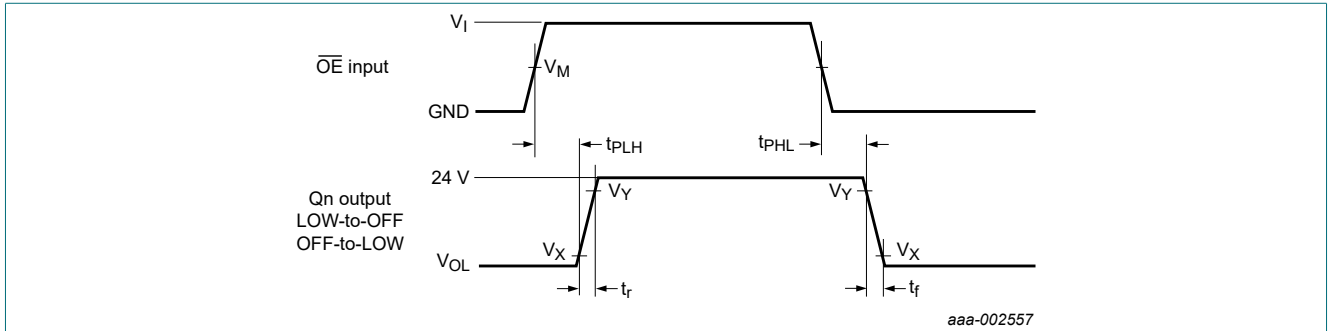 V_I
OE input
V_M
GND
t_PLH
t_PHL
24 V
V_Y
V_Y
Qn output
LOW-to-OFF
OFF-to-LOW
V_X
V_X
V_OL
t_r
t_f
aaa-002557